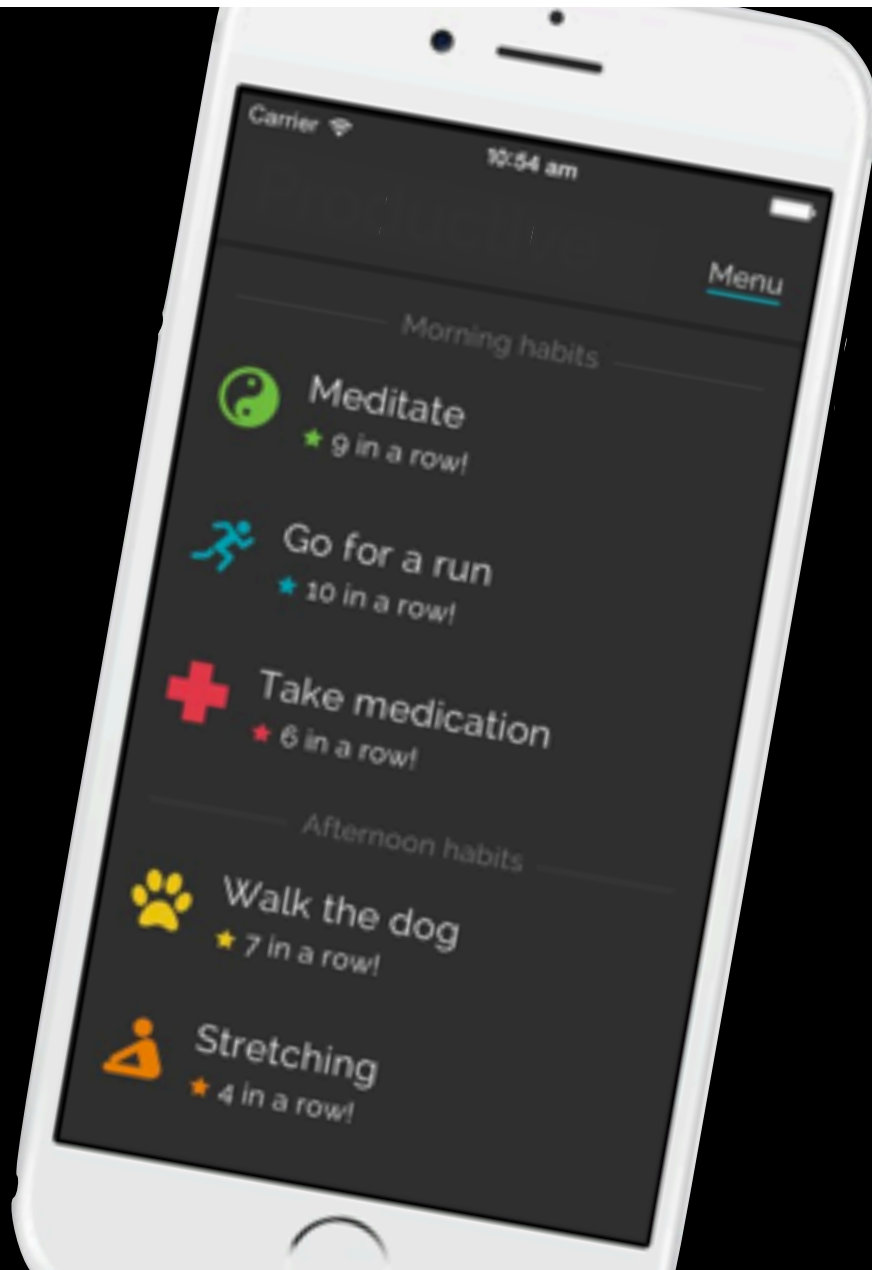 Carrier
10:54 am
Productive
Menu
Morning habits
Meditate
9 in a row!
Go for a run
10 in a row!
Take medication
6 in a row!
Afternoon habits
Walk the dog
7 in a row!
Stretching
4 in a row!